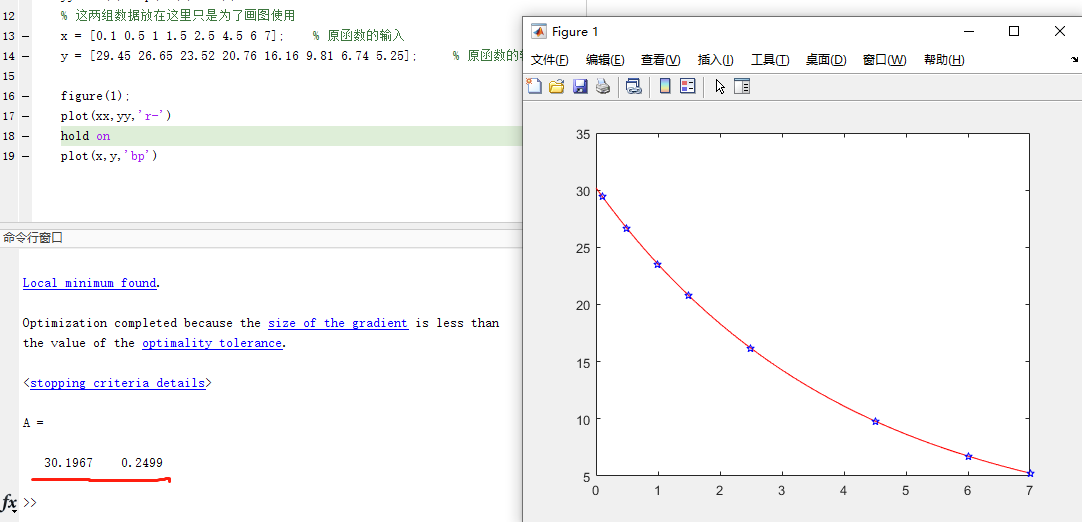 12 % 这两组数据放在这里只是为了画图使用
13 – x = [0.1 0.5 1 1.5 2.5 4.5 6 7]; % 原函数的输入
14 – y = [29.45 26.65 23.52 20.76 16.16 9.81 6.74 5.25]; % 原函数的
15
16 – figure(1);
17 – plot(xx,yy,'r-')
18 – hold on
19 – plot(x,y,'bp')
命令行窗口
Local minimum found.
Optimization completed because the size of the gradient is less than
the value of the optimality tolerance.
<stopping criteria details>
A =
30.1967 0.2499
fx >>
Figure 1
文件(F) 编辑(E) 查看(V) 插入(I) 工具(T) 桌面(D) 窗口(W) 帮助(H)
35
30
25
20
15
10
5
0 1 2 3 4 5 6 7